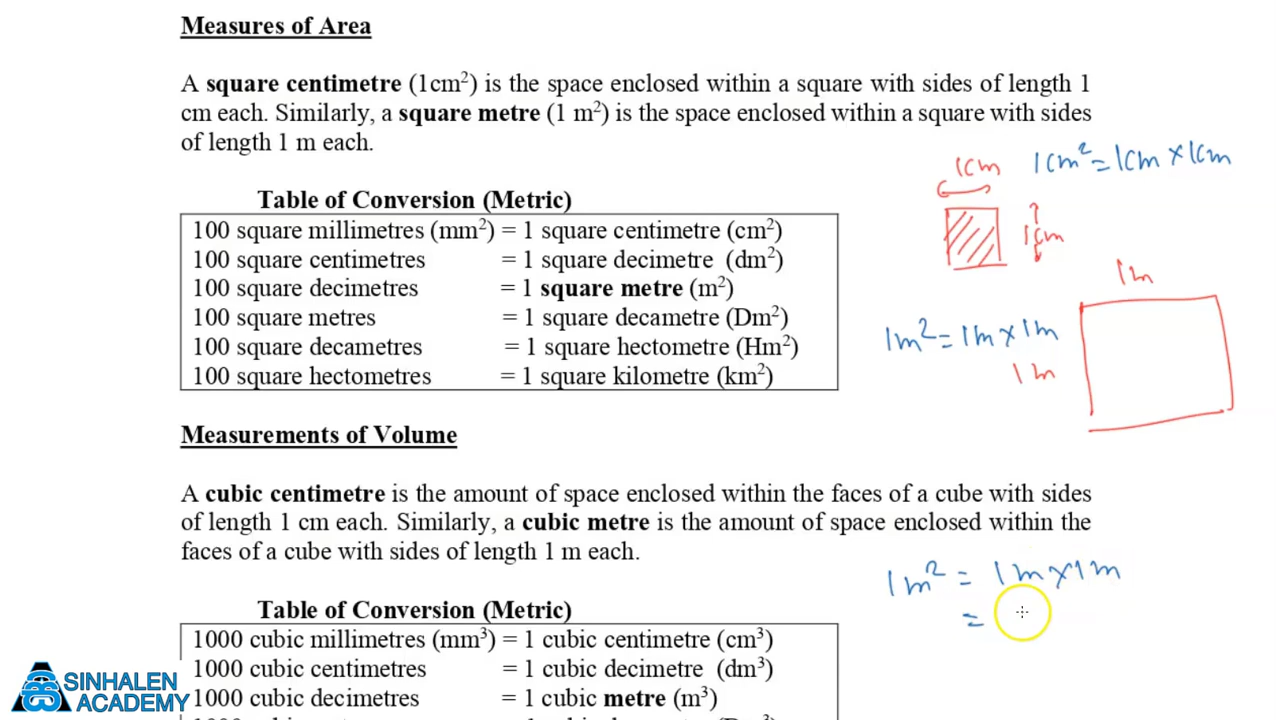 Measures of Area
A square centimetre (1cm²) is the space enclosed within a square with sides of length 1
cm each. Similarly, a square metre (1 m²) is the space enclosed within a square with sides
of length 1 m each.
1cm
1cm² = 1cm × 1cm
1cm
Table of Conversion (Metric)
100 square millimetres (mm²) = 1 square centimetre (cm²)
100 square centimetres = 1 square decimetre (dm²)
100 square decimetres = 1 square metre (m²)
100 square metres = 1 square decametre (Dm²)
100 square decametres = 1 square hectometre (Hm²)
100 square hectometres = 1 square kilometre (km²)
1m
1m² = 1m × 1m
1m
Measurements of Volume
A cubic centimetre is the amount of space enclosed within the faces of a cube with sides
of length 1 cm each. Similarly, a cubic metre is the amount of space enclosed within the
faces of a cube with sides of length 1 m each.
1m² = 1m × 1m
=
Table of Conversion (Metric)
1000 cubic millimetres (mm³) = 1 cubic centimetre (cm³)
1000 cubic centimetres = 1 cubic decimetre (dm³)
1000 cubic decimetres = 1 cubic metre (m³)
SINHALEN
ACADEMY